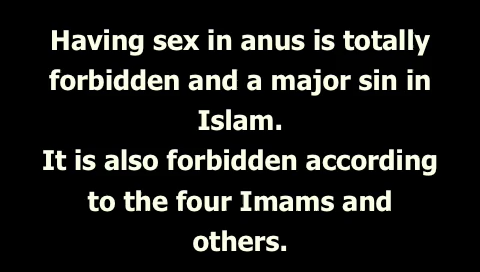 Having sex in anus is totally
forbidden and a major sin in
Islam.
It is also forbidden according
to the four Imams and
others.